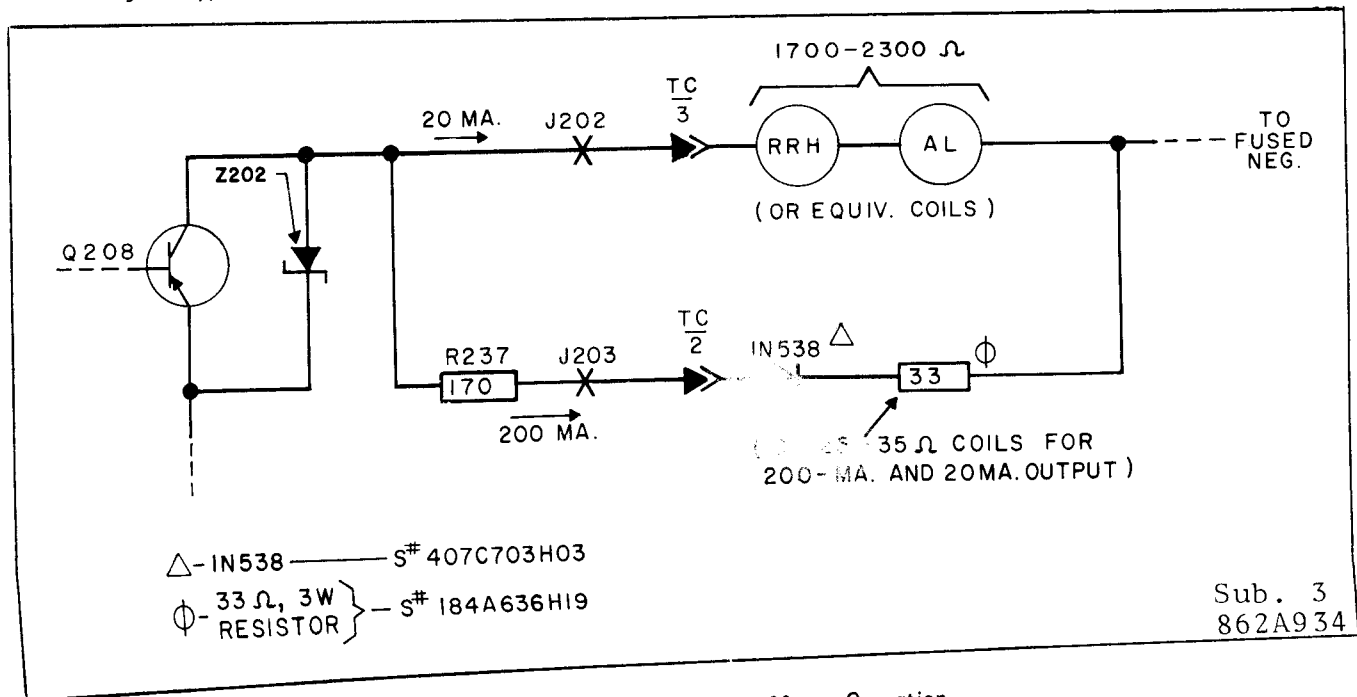 1700-2300 Ω
TC
3
20 MA.
J202
RRH
AL
TO
FUSED
NEG.
Z202
(OR EQUIV. COILS)
Q208
TC
2
R237
J203
IN538 △
ϕ
170
33
200 MA.
35 Ω COILS FOR
200-MA. AND 20MA. OUTPUT)
△-IN538 S# 407C703H03
ϕ- 33 Ω, 3W
RESISTOR } - S# 184A636H19
Sub. 3
862A934